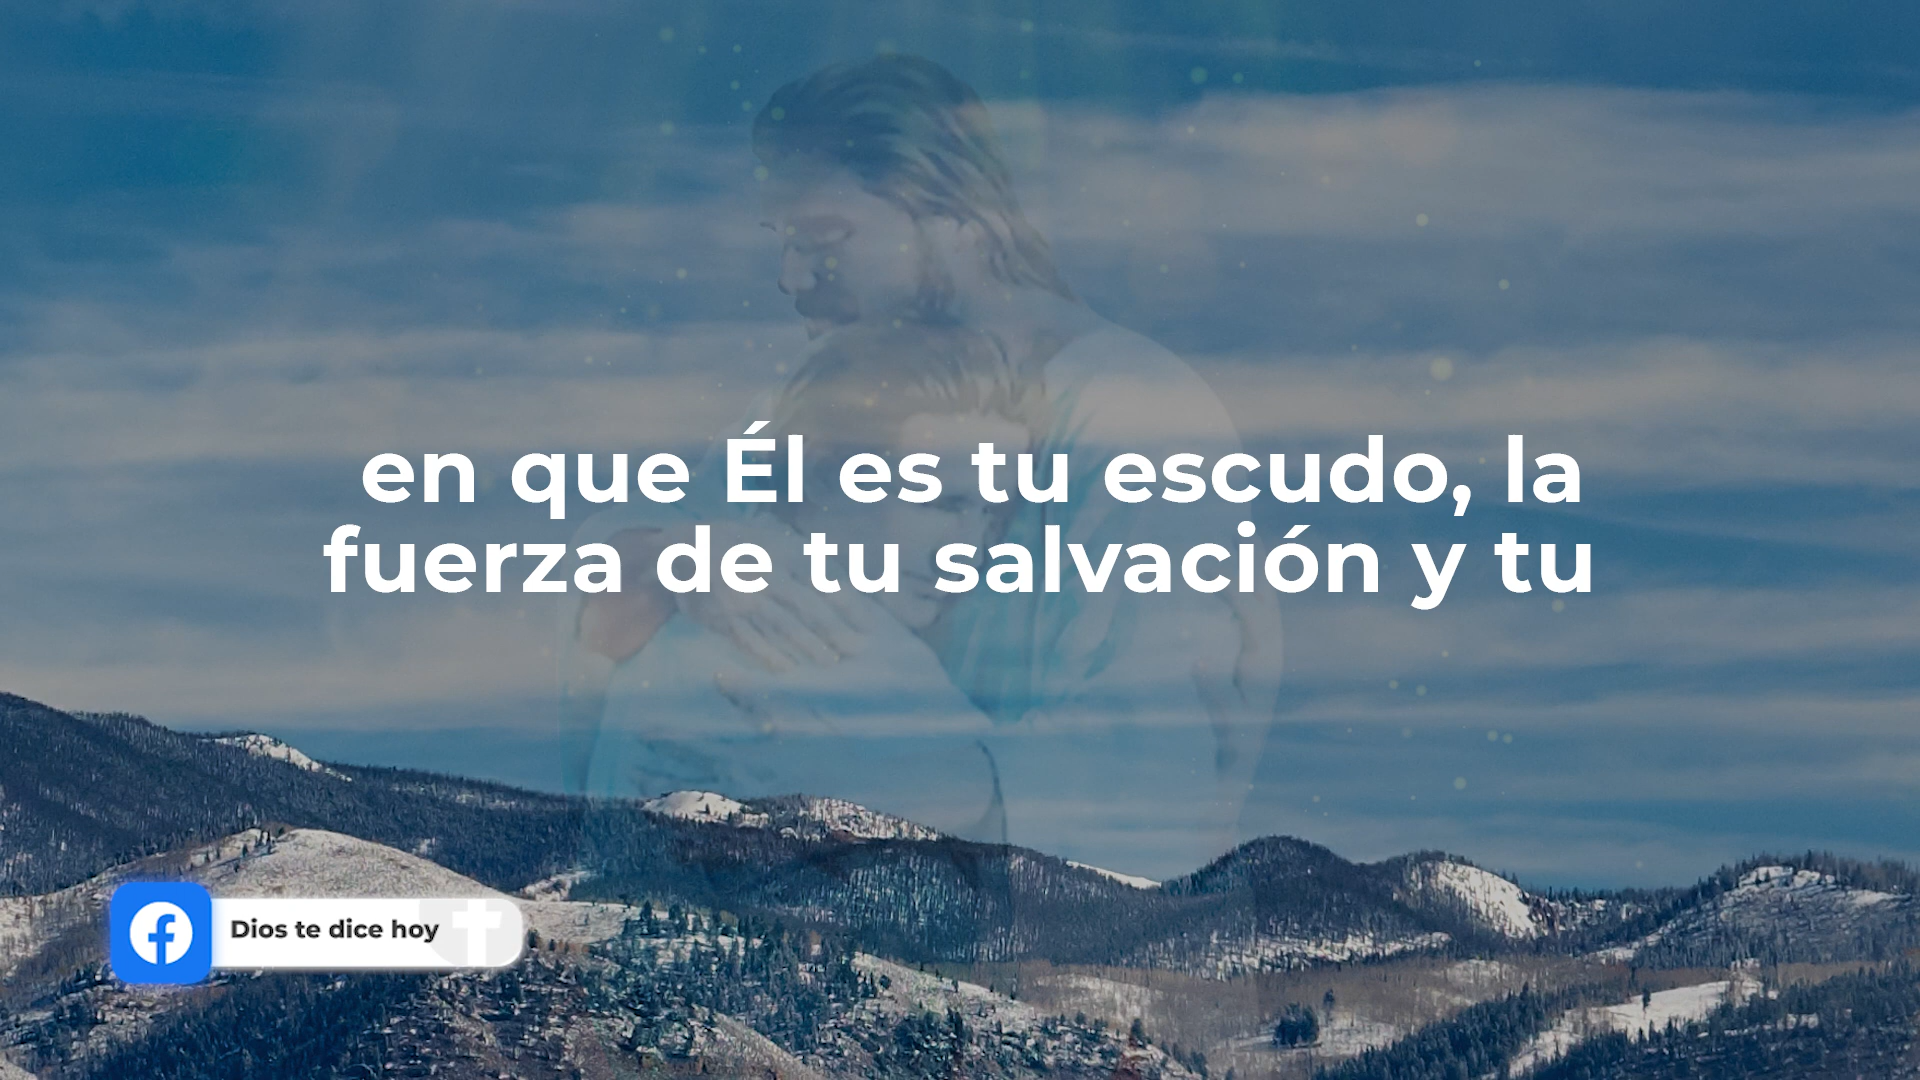 en que Él es tu escudo, la
fuerza de tu salvación y tu
Dios te dice hoy